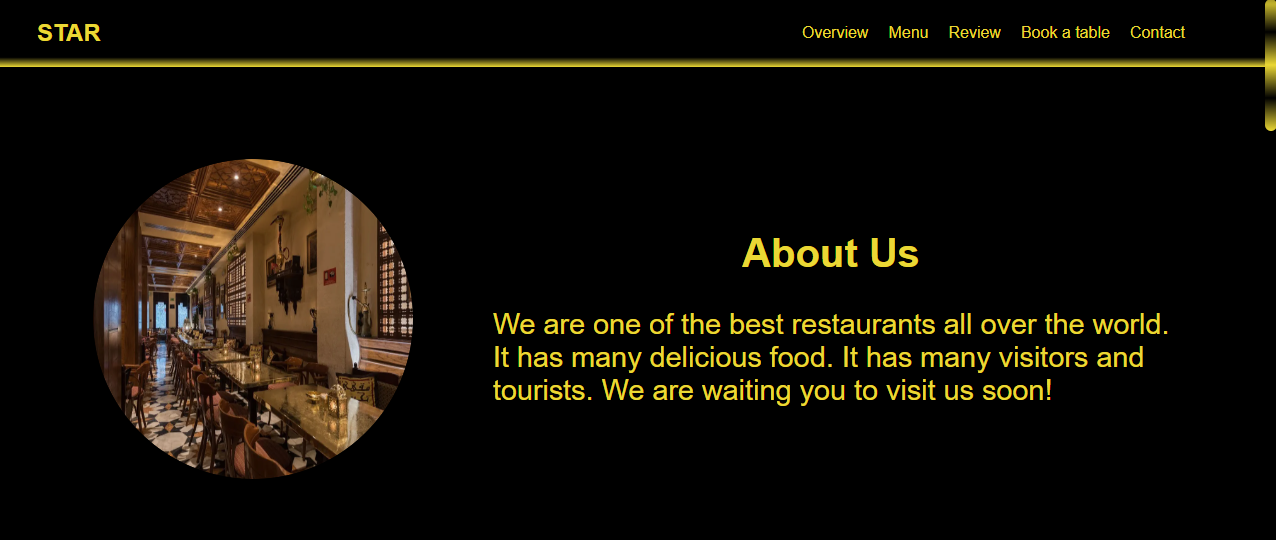 STAR
Overview Menu Review Book a table Contact
About Us
We are one of the best restaurants all over the world.
It has many delicious food. It has many visitors and
tourists. We are waiting you to visit us soon!